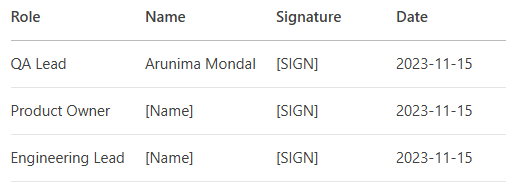 Role Name Signature Date
QA Lead Arunima Mondal [SIGN] 2023-11-15
Product Owner [Name] [SIGN] 2023-11-15
Engineering Lead [Name] [SIGN] 2023-11-15